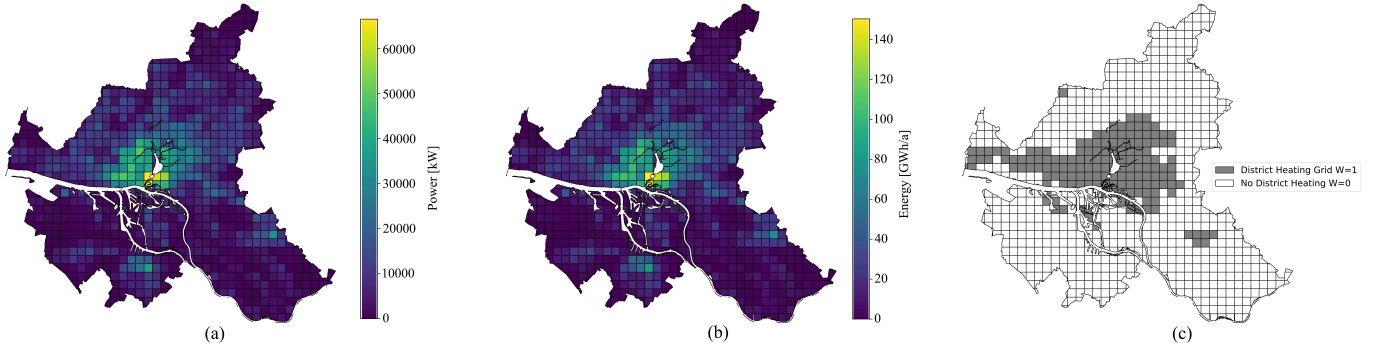 60000
50000
40000
30000
20000
10000
0
Power [kW]
(a)
140
120
100
80
60
40
20
0
Energy [GWh/a]
(b)
District Heating Grid W=1
No District Heating W=0
(c)